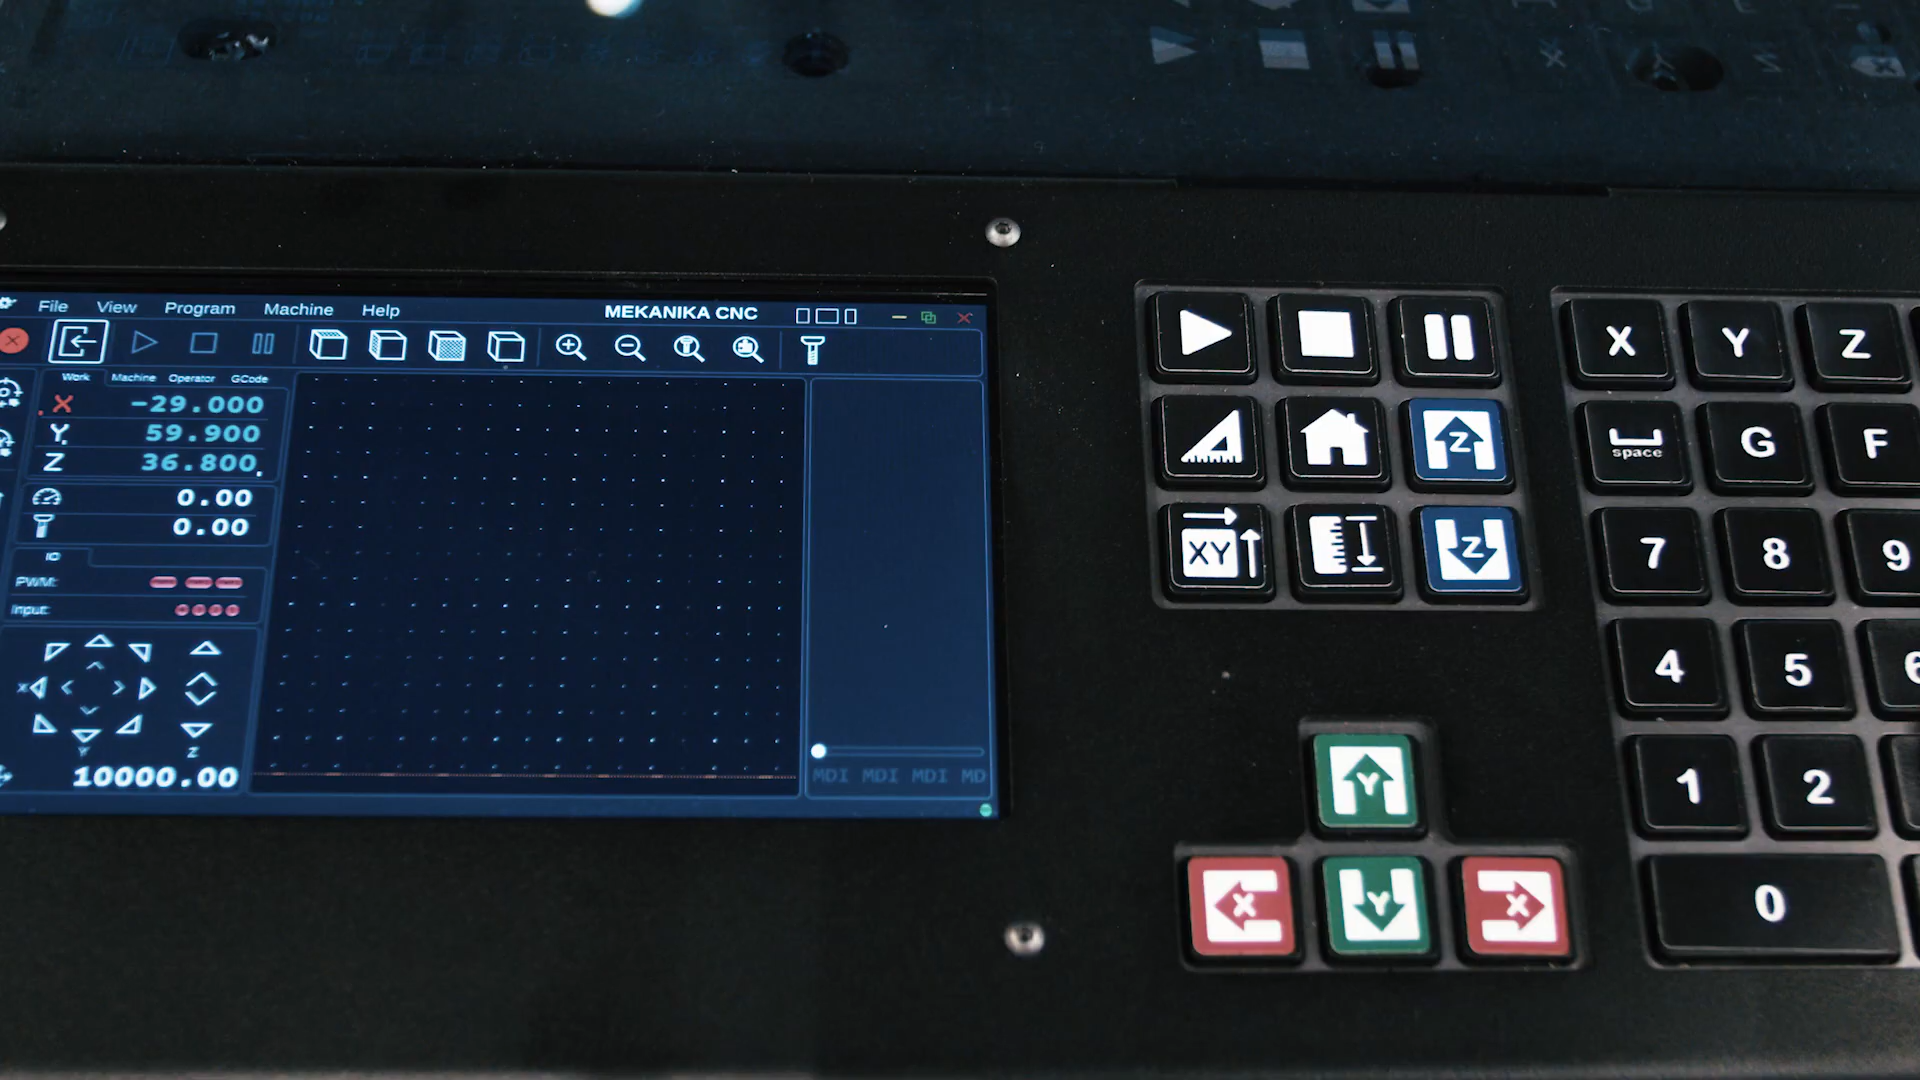 File View Program Machine Help MEKANIKA CNC
Work Machine Operator GCode
X -29.000
Y 59.900
Z 36.800
0.00
0.00
IO
PWM:
Input:
X
Y
Z
10000.00
MDI MDI MDI MD
Z
XY
Z
Y
X Y X
X Y Z
space G F
7 8 9
4 5 6
1 2
0